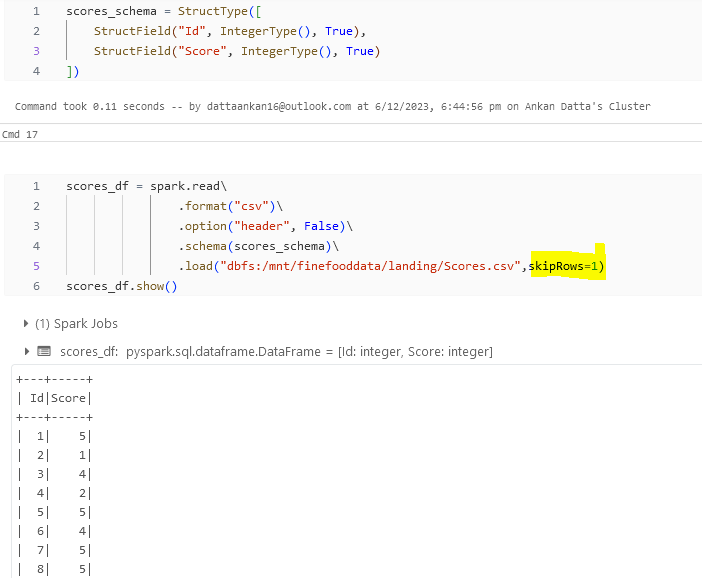 1 scores_schema = StructType([
2 StructField("Id", IntegerType(), True),
3 StructField("Score", IntegerType(), True)
4 ])
Command took 0.11 seconds -- by dattaankan16@outlook.com at 6/12/2023, 6:44:56 pm on Ankan Datta's Cluster
Cmd 17
1 scores_df = spark.read\
2 .format("csv")\
3 .option("header", False)\
4 .schema(scores_schema)\
5 .load("dbfs:/mnt/finefooddata/landing/Scores.csv",skipRows=1)
6 scores_df.show()
(1) Spark Jobs
scores_df: pyspark.sql.dataframe.DataFrame = [Id: integer, Score: integer]
+---+-----+
| Id|Score|
+---+-----+
|  1|    5|
|  2|    1|
|  3|    4|
|  4|    2|
|  5|    5|
|  6|    4|
|  7|    5|
|  8|    5|